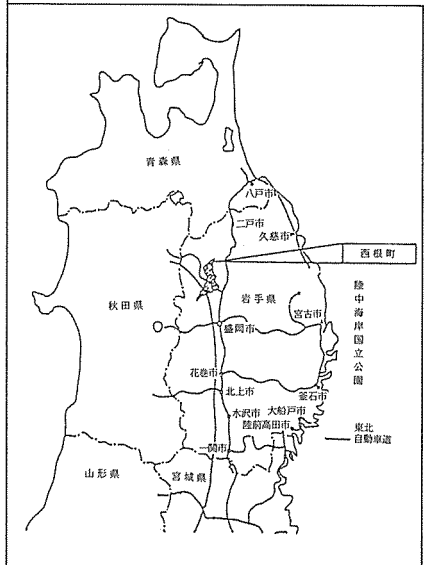 青森県
八戸市
二戸市
久慈市
西根町
秋田県
岩手県
宮古市
陸中海岸国立公園
盛岡市
花巻市
北上市
釜石市
水沢市
大船戸市
陸前高田市
東北
自動車道
一関市
山形県
宮城県